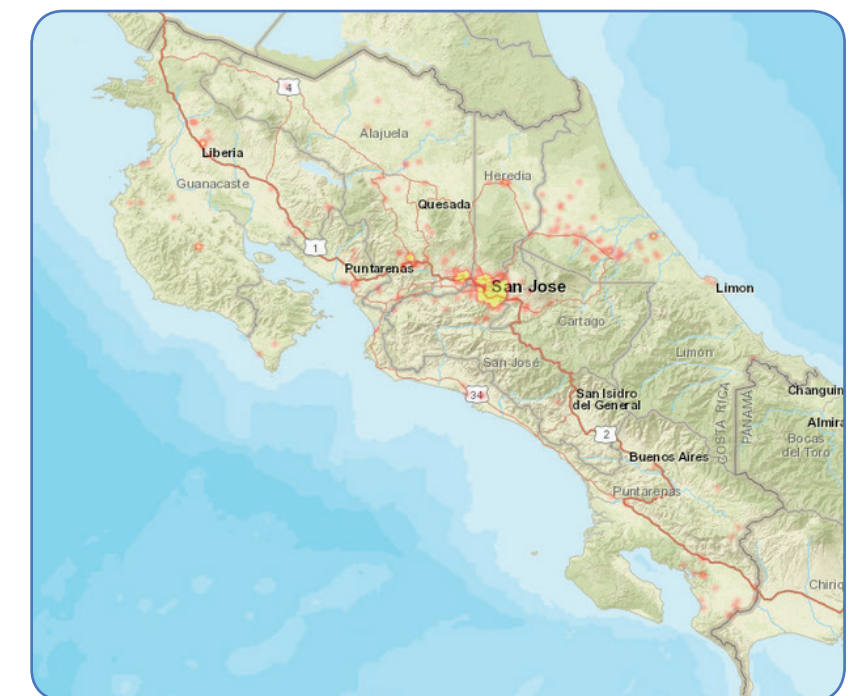 4
Alajuela
Liberia
Heredia
Guanacaste
Quesada
1
Puntarenas
San Jose
Limon
Cartago
Limón
San José
34
San Isidro
del General
COSTA RICA
PANAMÁ
Changuin
Almira
Bocas
del Toro
2
Buenos Aires
Puntarenas
Chiriq